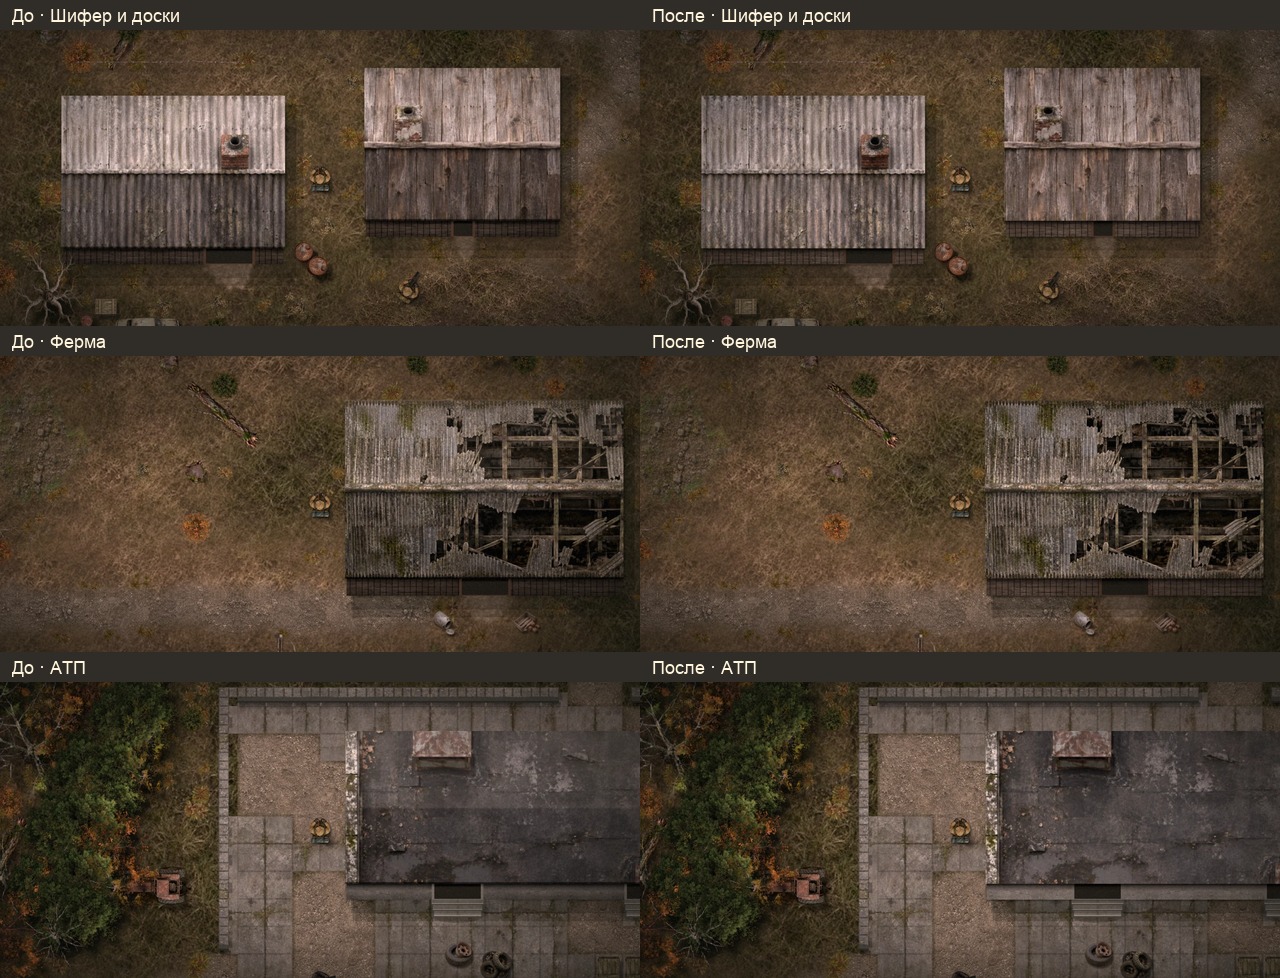 До · Шифер и доски
После · Шифер и доски
До · Ферма
После · Ферма
До · АТП
После · АТП